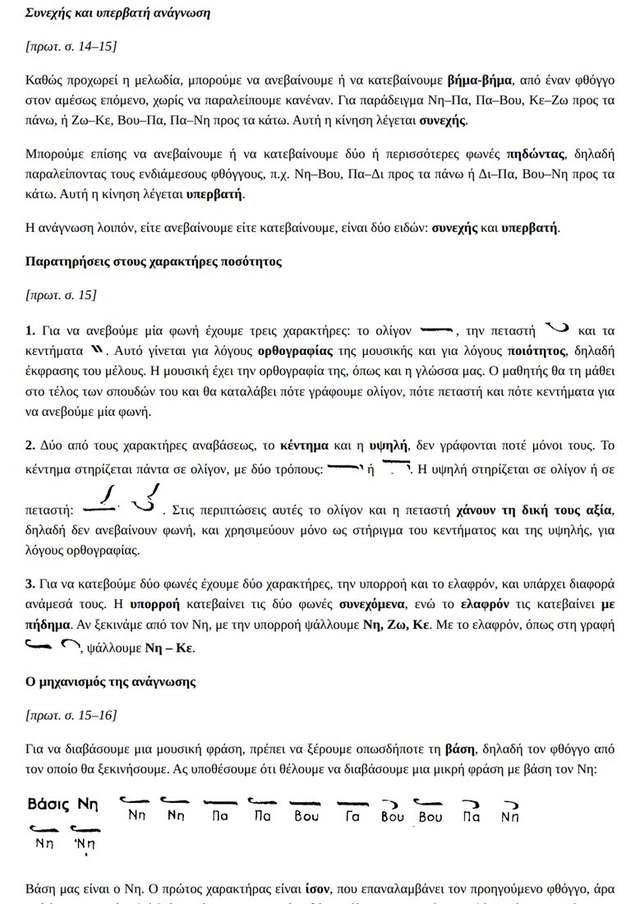 Συνεχής και υπερβατή ανάγνωση
[πρωτ. σ. 14–15]
Καθώς προχωρεί η μελωδία, μπορούμε να ανεβαίνουμε ή να κατεβαίνουμε βήμα-βήμα, από έναν φθόγγο
στον αμέσως επόμενο, χωρίς να παραλείπουμε κανέναν. Για παράδειγμα Νη–Πα, Πα–Βου, Κε–Ζω προς τα
πάνω, ή Ζω–Κε, Βου–Πα, Πα–Νη προς τα κάτω. Αυτή η κίνηση λέγεται συνεχής.
Μπορούμε επίσης να ανεβαίνουμε ή να κατεβαίνουμε δύο ή περισσότερες φωνές πηδώντας, δηλαδή
παραλείποντας τους ενδιάμεσους φθόγγους, π.χ. Νη–Βου, Πα–Δι προς τα πάνω ή Δι–Πα, Βου–Νη προς τα
κάτω. Αυτή η κίνηση λέγεται υπερβατή.
Η ανάγνωση λοιπόν, είτε ανεβαίνουμε είτε κατεβαίνουμε, είναι δύο ειδών: συνεχής και υπερβατή.
Παρατηρήσεις στους χαρακτήρες ποσότητος
[πρωτ. σ. 15]
1. Για να ανεβούμε μία φωνή έχουμε τρεις χαρακτήρες: το ολίγον , την πεταστή και τα
κεντήματα . Αυτό γίνεται για λόγους ορθογραφίας της μουσικής και για λόγους ποιότητος, δηλαδή
έκφρασης του μέλους. Η μουσική έχει την ορθογραφία της, όπως και η γλώσσα μας. Ο μαθητής θα τη μάθει
στο τέλος των σπουδών του και θα καταλάβει πότε γράφουμε ολίγον, πότε πεταστή και πότε κεντήματα για
να ανεβούμε μία φωνή.
2. Δύο από τους χαρακτήρες αναβάσεως, το κέντημα και η υψηλή, δεν γράφονται ποτέ μόνοι τους. Το
κέντημα στηρίζεται πάντα σε ολίγον, με δύο τρόπους: ή . Η υψηλή στηρίζεται σε ολίγον ή σε
πεταστή: . Στις περιπτώσεις αυτές το ολίγον και η πεταστή χάνουν τη δική τους αξία,
δηλαδή δεν ανεβαίνουν φωνή, και χρησιμεύουν μόνο ως στήριγμα του κεντήματος και της υψηλής, για
λόγους ορθογραφίας.
3. Για να κατεβούμε δύο φωνές έχουμε δύο χαρακτήρες, την υπορροή και το ελαφρόν, και υπάρχει διαφορά
ανάμεσά τους. Η υπορροή κατεβαίνει τις δύο φωνές συνεχόμενα, ενώ το ελαφρόν τις κατεβαίνει με
πήδημα. Αν ξεκινάμε από τον Νη, με την υπορροή ψάλλουμε Νη, Ζω, Κε. Με το ελαφρόν, όπως στη γραφή
, ψάλλουμε Νη – Κε.
Ο μηχανισμός της ανάγνωσης
[πρωτ. σ. 15–16]
Για να διαβάσουμε μια μουσική φράση, πρέπει να ξέρουμε οπωσδήποτε τη βάση, δηλαδή τον φθόγγο από
τον οποίο θα ξεκινήσουμε. Ας υποθέσουμε ότι θέλουμε να διαβάσουμε μια μικρή φράση με βάση τον Νη:
Βάσις Νη Νη Νη Πα Πα Βου Γα Βου Βου Πα Νη
Νη Νη
Βάση μας είναι ο Νη. Ο πρώτος χαρακτήρας είναι ίσον, που επαναλαμβάνει τον προηγούμενο φθόγγο, άρα